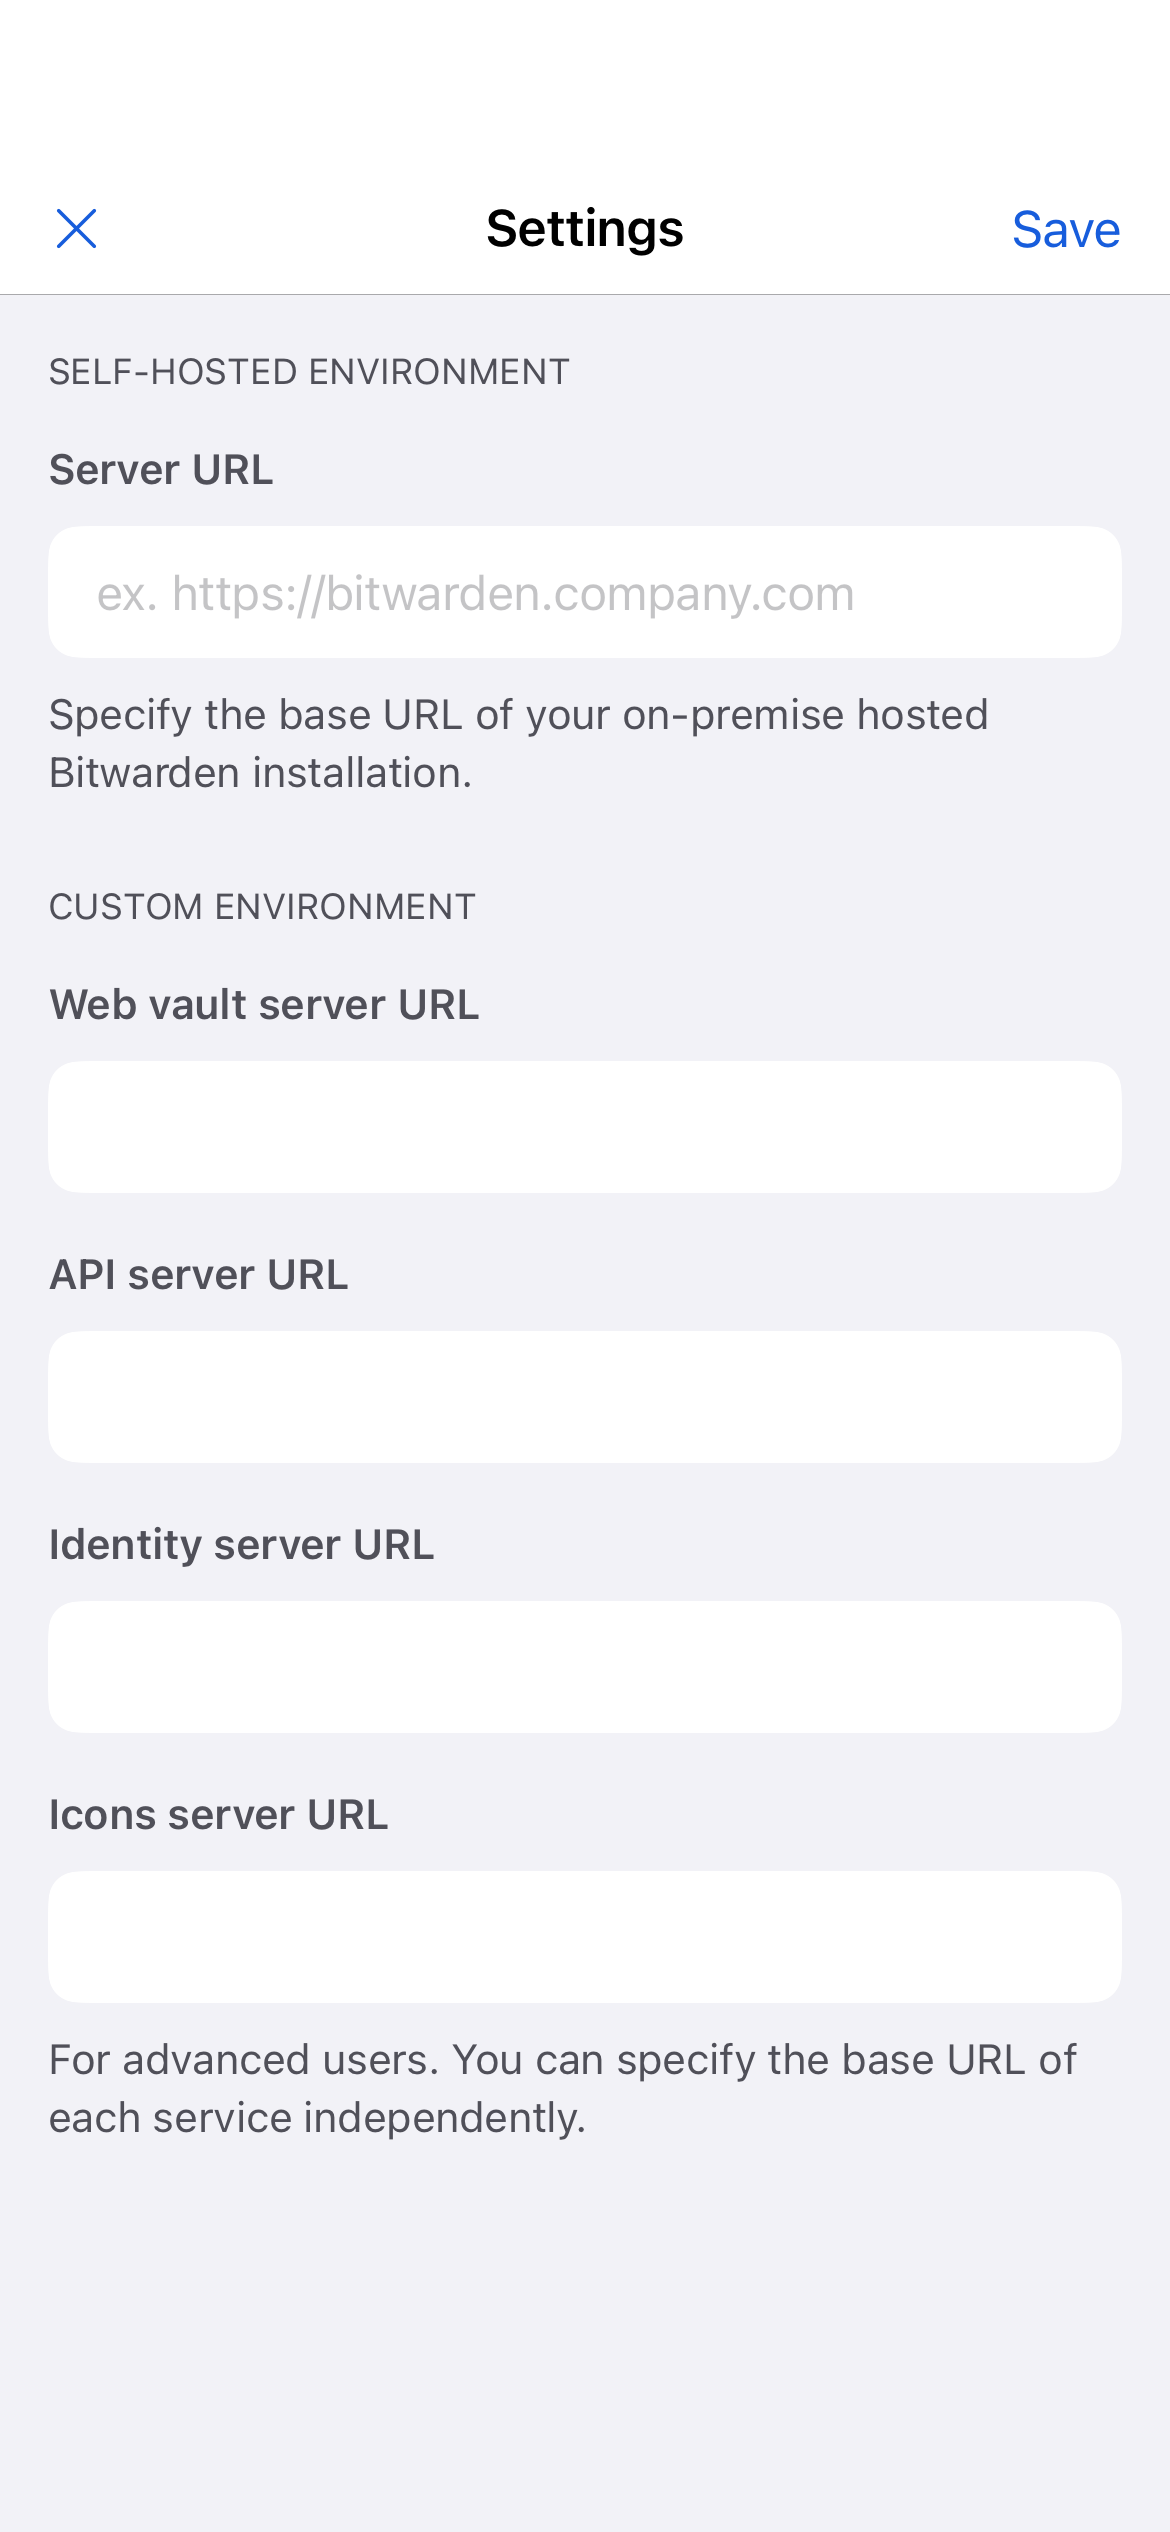 Settings
Save
SELF-HOSTED ENVIRONMENT
Server URL
ex. https://bitwarden.company.com
Specify the base URL of your on-premise hosted
Bitwarden installation.
CUSTOM ENVIRONMENT
Web vault server URL
API server URL
Identity server URL
Icons server URL
For advanced users. You can specify the base URL of
each service independently.